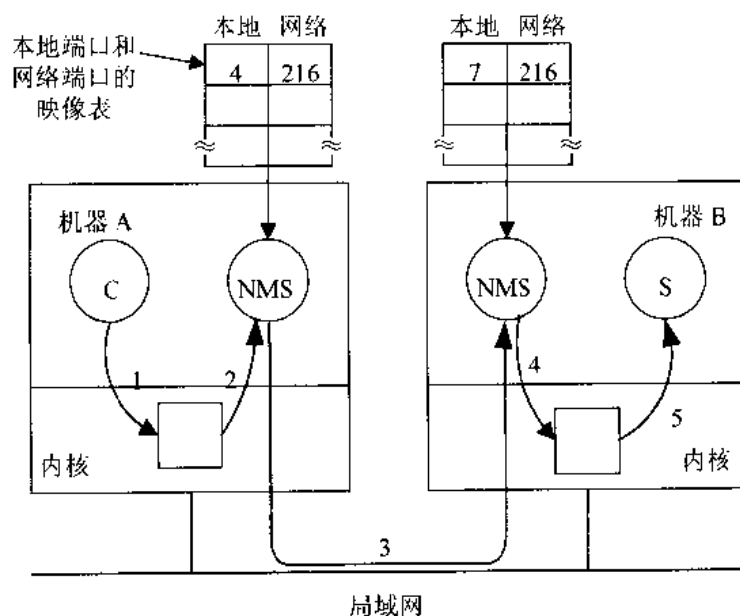 本地 网络
本地端口和
网络端口的
映像表
4 216
本地 网络
7 216
机器 A
C
NMS
1
2
内核
机器 B
NMS
S
4
5
内核
3
局域网